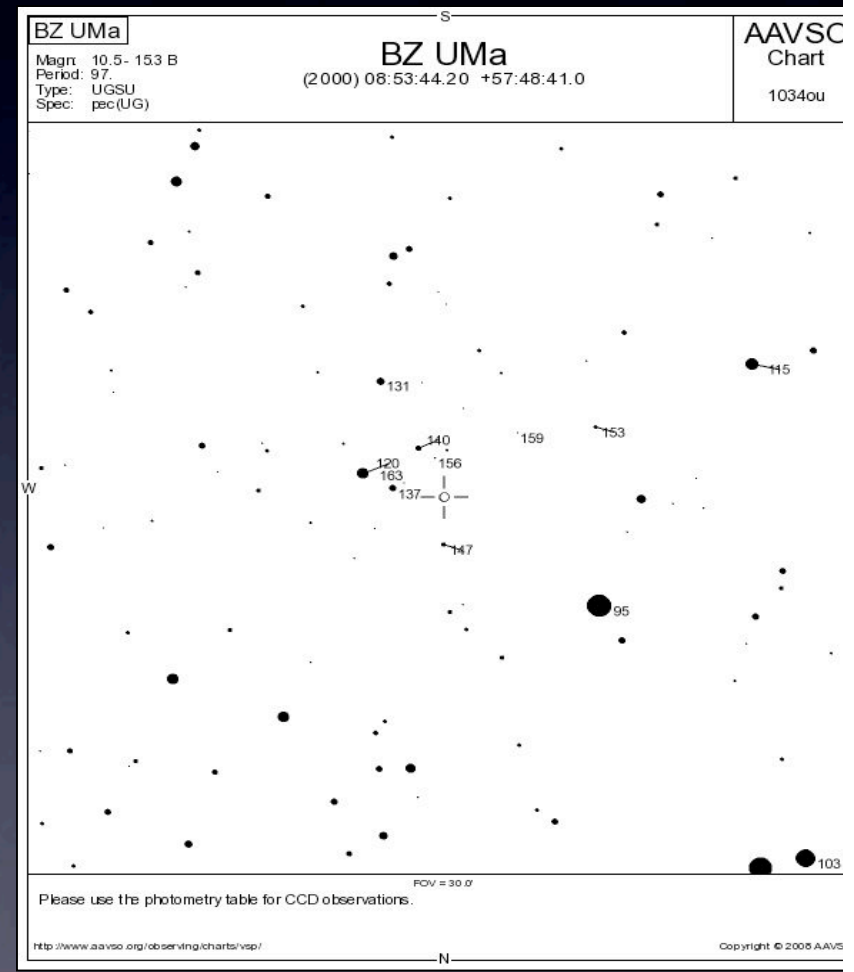 S
BZ UMa
Magn: 10.5- 15.3 B
Period: 97.
Type: UGSU
Spec: pec(UG)
BZ UMa
(2000) 08:53:44.20 +57:48:41.0
AAVSO
Chart
1034ou
115
131
140
159
153
120
156
163
W
137
147
95
103
FOV = 30.0'
Please use the photometry table for CCD observations.
http://www.aavso.org/observing/charts/vsp/
N
Copyright © 2008 AAVS